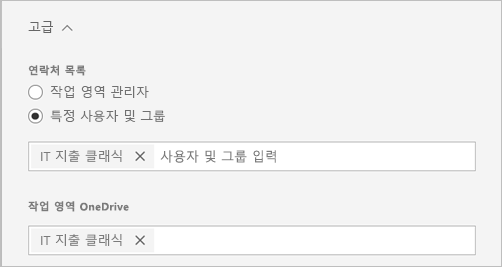 고급
연락처 목록
작업 영역 관리자
특정 사용자 및 그룹
IT 지출 클래식 사용자 및 그룹 입력
작업 영역 OneDrive
IT 지출 클래식